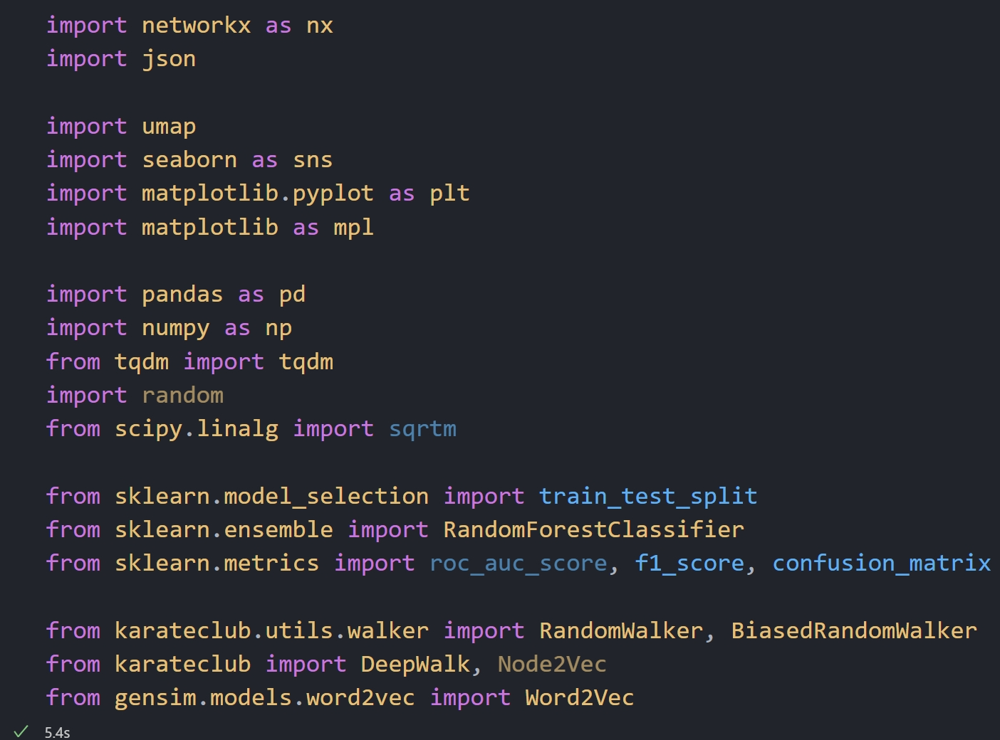 import networkx as nx
import json
import umap
import seaborn as sns
import matplotlib.pyplot as plt
import matplotlib as mpl
import pandas as pd
import numpy as np
from tqdm import tqdm
import random
from scipy.linalg import sqrtm
from sklearn.model_selection import train_test_split
from sklearn.ensemble import RandomForestClassifier
from sklearn.metrics import roc_auc_score, f1_score, confusion_matrix
from karateclub.utils.walker import RandomWalker, BiasedRandomWalker
from karateclub import DeepWalk, Node2Vec
from gensim.models.word2vec import Word2Vec
5.4s